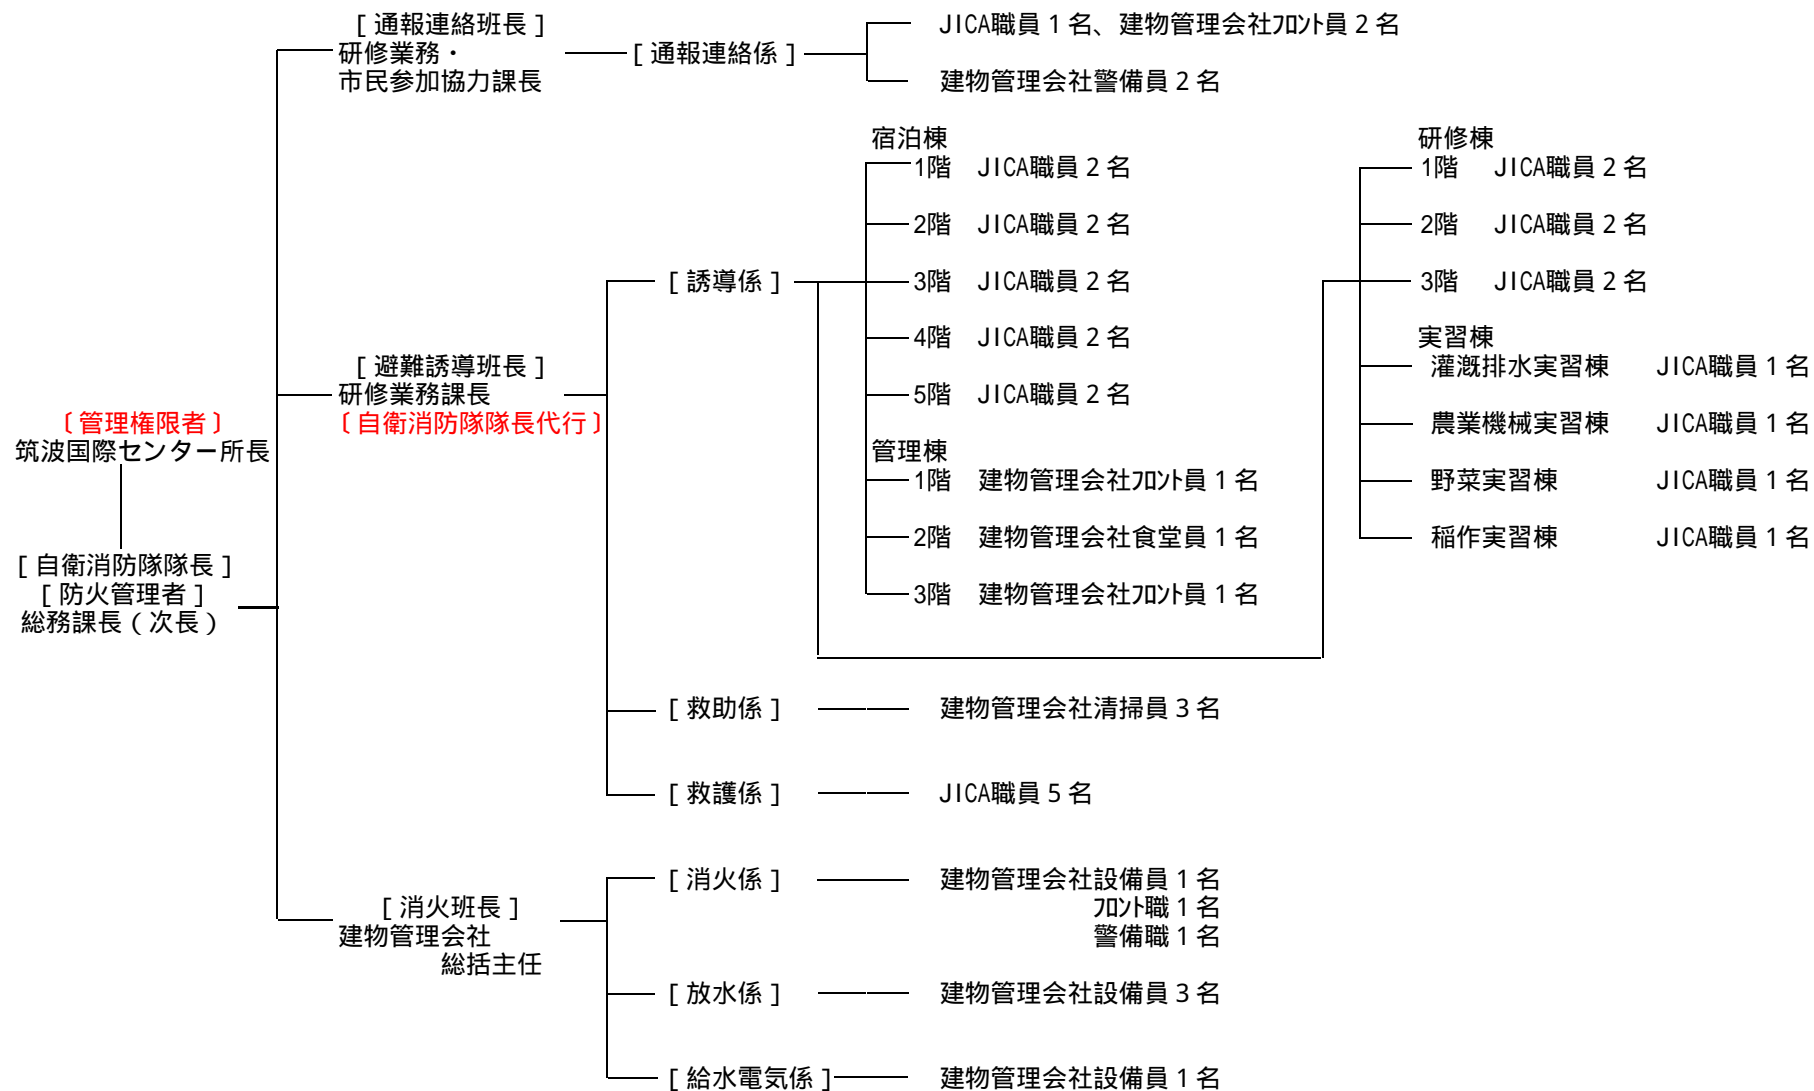 〔管理権限者〕
筑波国際センター所長
[自衛消防隊隊長]
[防火管理者]
総務課長(次長)
[通報連絡班長]
研修業務・
市民参加協力課長
[通報連絡係]
JICA職員1名、建物管理会社フロント員2名
建物管理会社警備員2名
[避難誘導班長]
研修業務課長
〔自衛消防隊隊長代行〕
[誘導係]
宿泊棟
1階 JICA職員2名
2階 JICA職員2名
3階 JICA職員2名
4階 JICA職員2名
5階 JICA職員2名
管理棟
1階 建物管理会社フロント員1名
2階 建物管理会社食堂員1名
3階 建物管理会社フロント員1名
研修棟
1階 JICA職員2名
2階 JICA職員2名
3階 JICA職員2名
実習棟
灌漑排水実習棟 JICA職員1名
農業機械実習棟 JICA職員1名
野菜実習棟 JICA職員1名
稲作実習棟 JICA職員1名
[救助係] 建物管理会社清掃員3名
[救護係] JICA職員5名
[消火班長]
建物管理会社
総括主任
[消火係] 建物管理会社設備員1名
フロント職1名
警備職1名
[放水係] 建物管理会社設備員3名
[給水電気係] 建物管理会社設備員1名